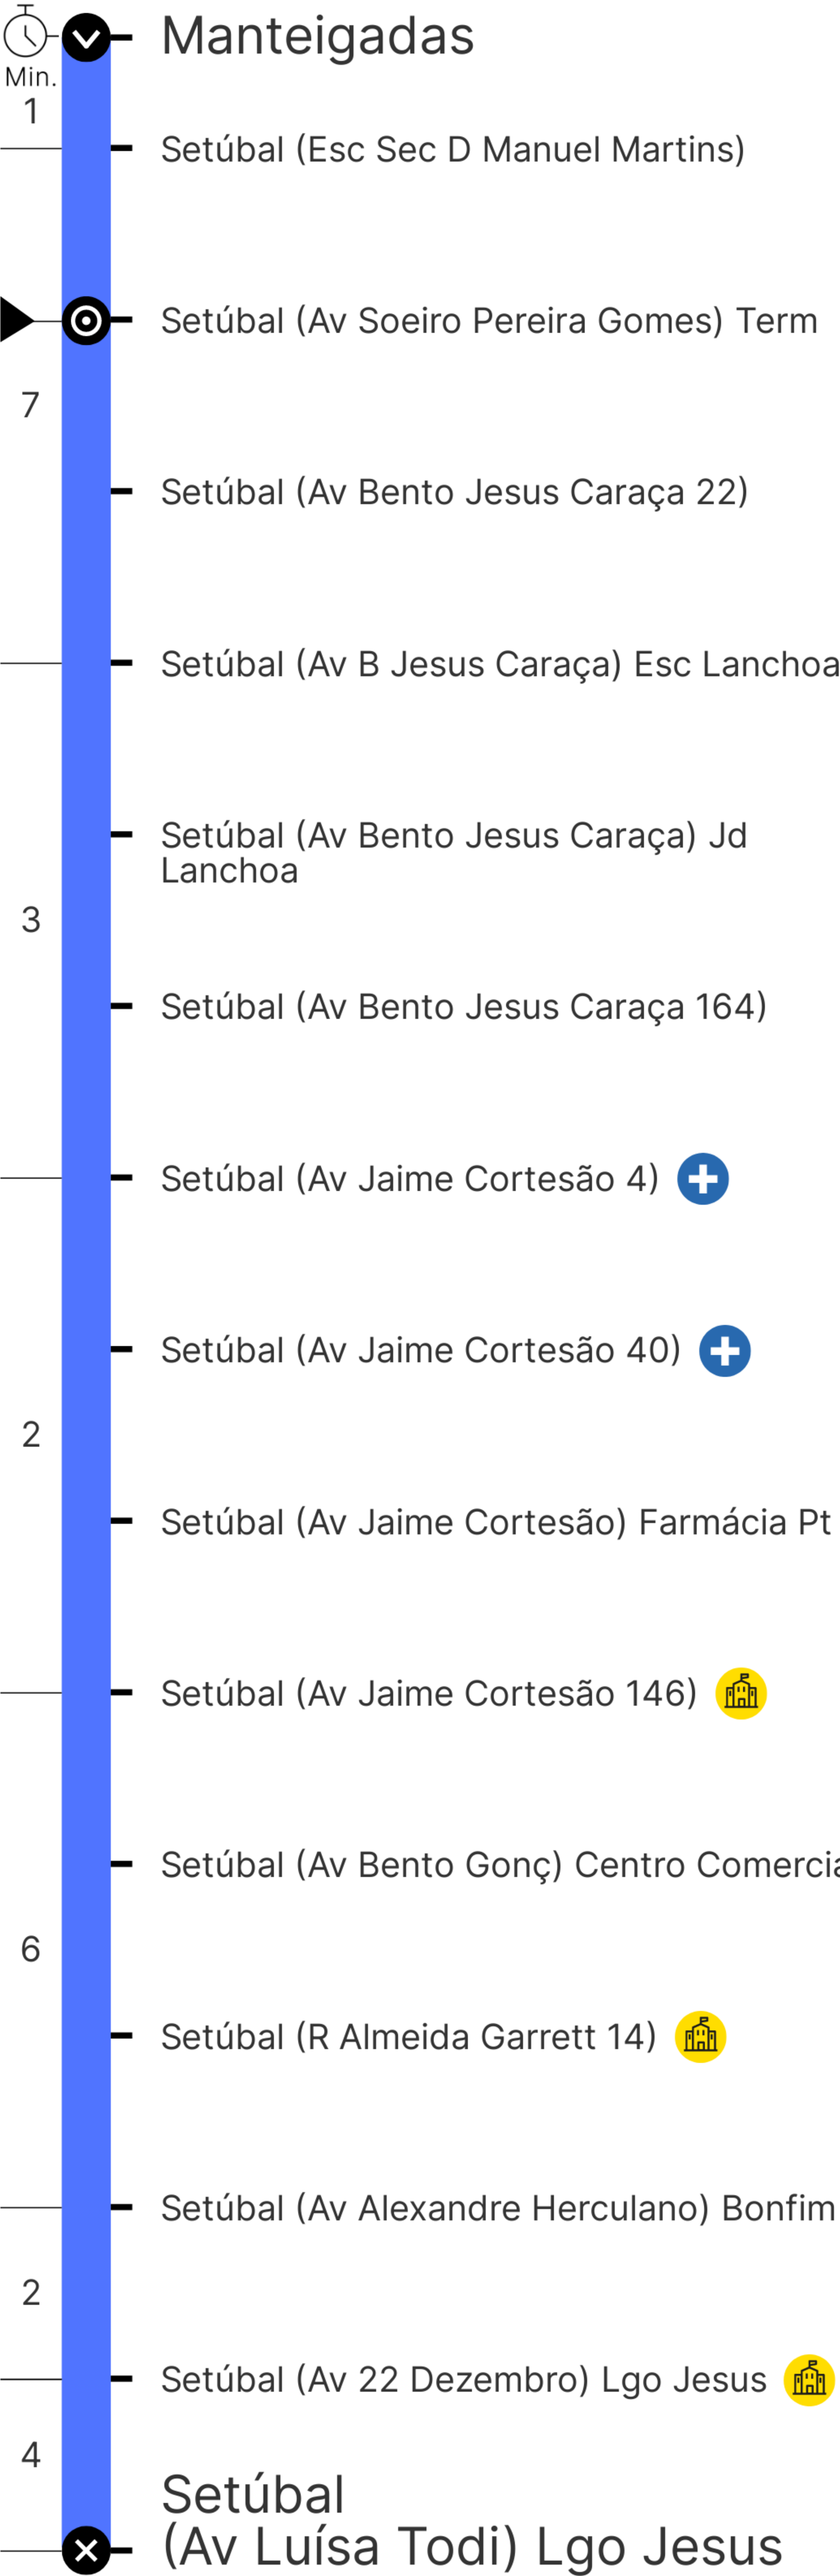 Manteigadas
Min.
1
Setúbal (Esc Sec D Manuel Martins)
Setúbal (Av Soeiro Pereira Gomes) Term
7
Setúbal (Av Bento Jesus Caraça 22)
Setúbal (Av B Jesus Caraça) Esc Lanchoa
Setúbal (Av Bento Jesus Caraça) Jd
Lanchoa
3
Setúbal (Av Bento Jesus Caraça 164)
Setúbal (Av Jaime Cortesão 4)
Setúbal (Av Jaime Cortesão 40)
2
Setúbal (Av Jaime Cortesão) Farmácia Pt
Setúbal (Av Jaime Cortesão 146)
Setúbal (Av Bento Gonç) Centro Comercia
6
Setúbal (R Almeida Garrett 14)
Setúbal (Av Alexandre Herculano) Bonfim
2
Setúbal (Av 22 Dezembro) Lgo Jesus
4
Setúbal
(Av Luísa Todi) Lgo Jesus